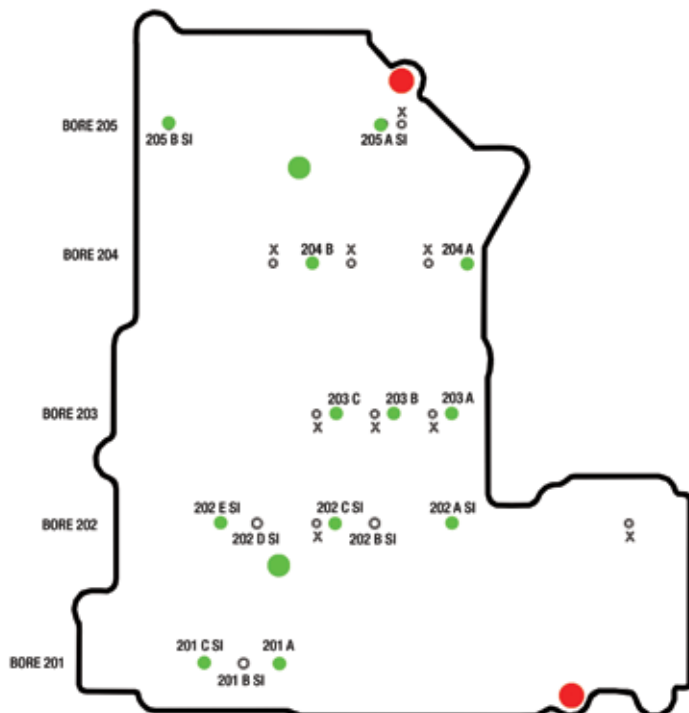 X
BORE 205
205 B SI
205 A SI
X
204 B
X
X
204 A
BORE 204
203 C
203 B
203 A
BORE 203
X
X
X
202 E SI
202 C SI
202 A SI
BORE 202
202 D SI
X
202 B SI
X
201 C SI
201 A
BORE 201
201 B SI